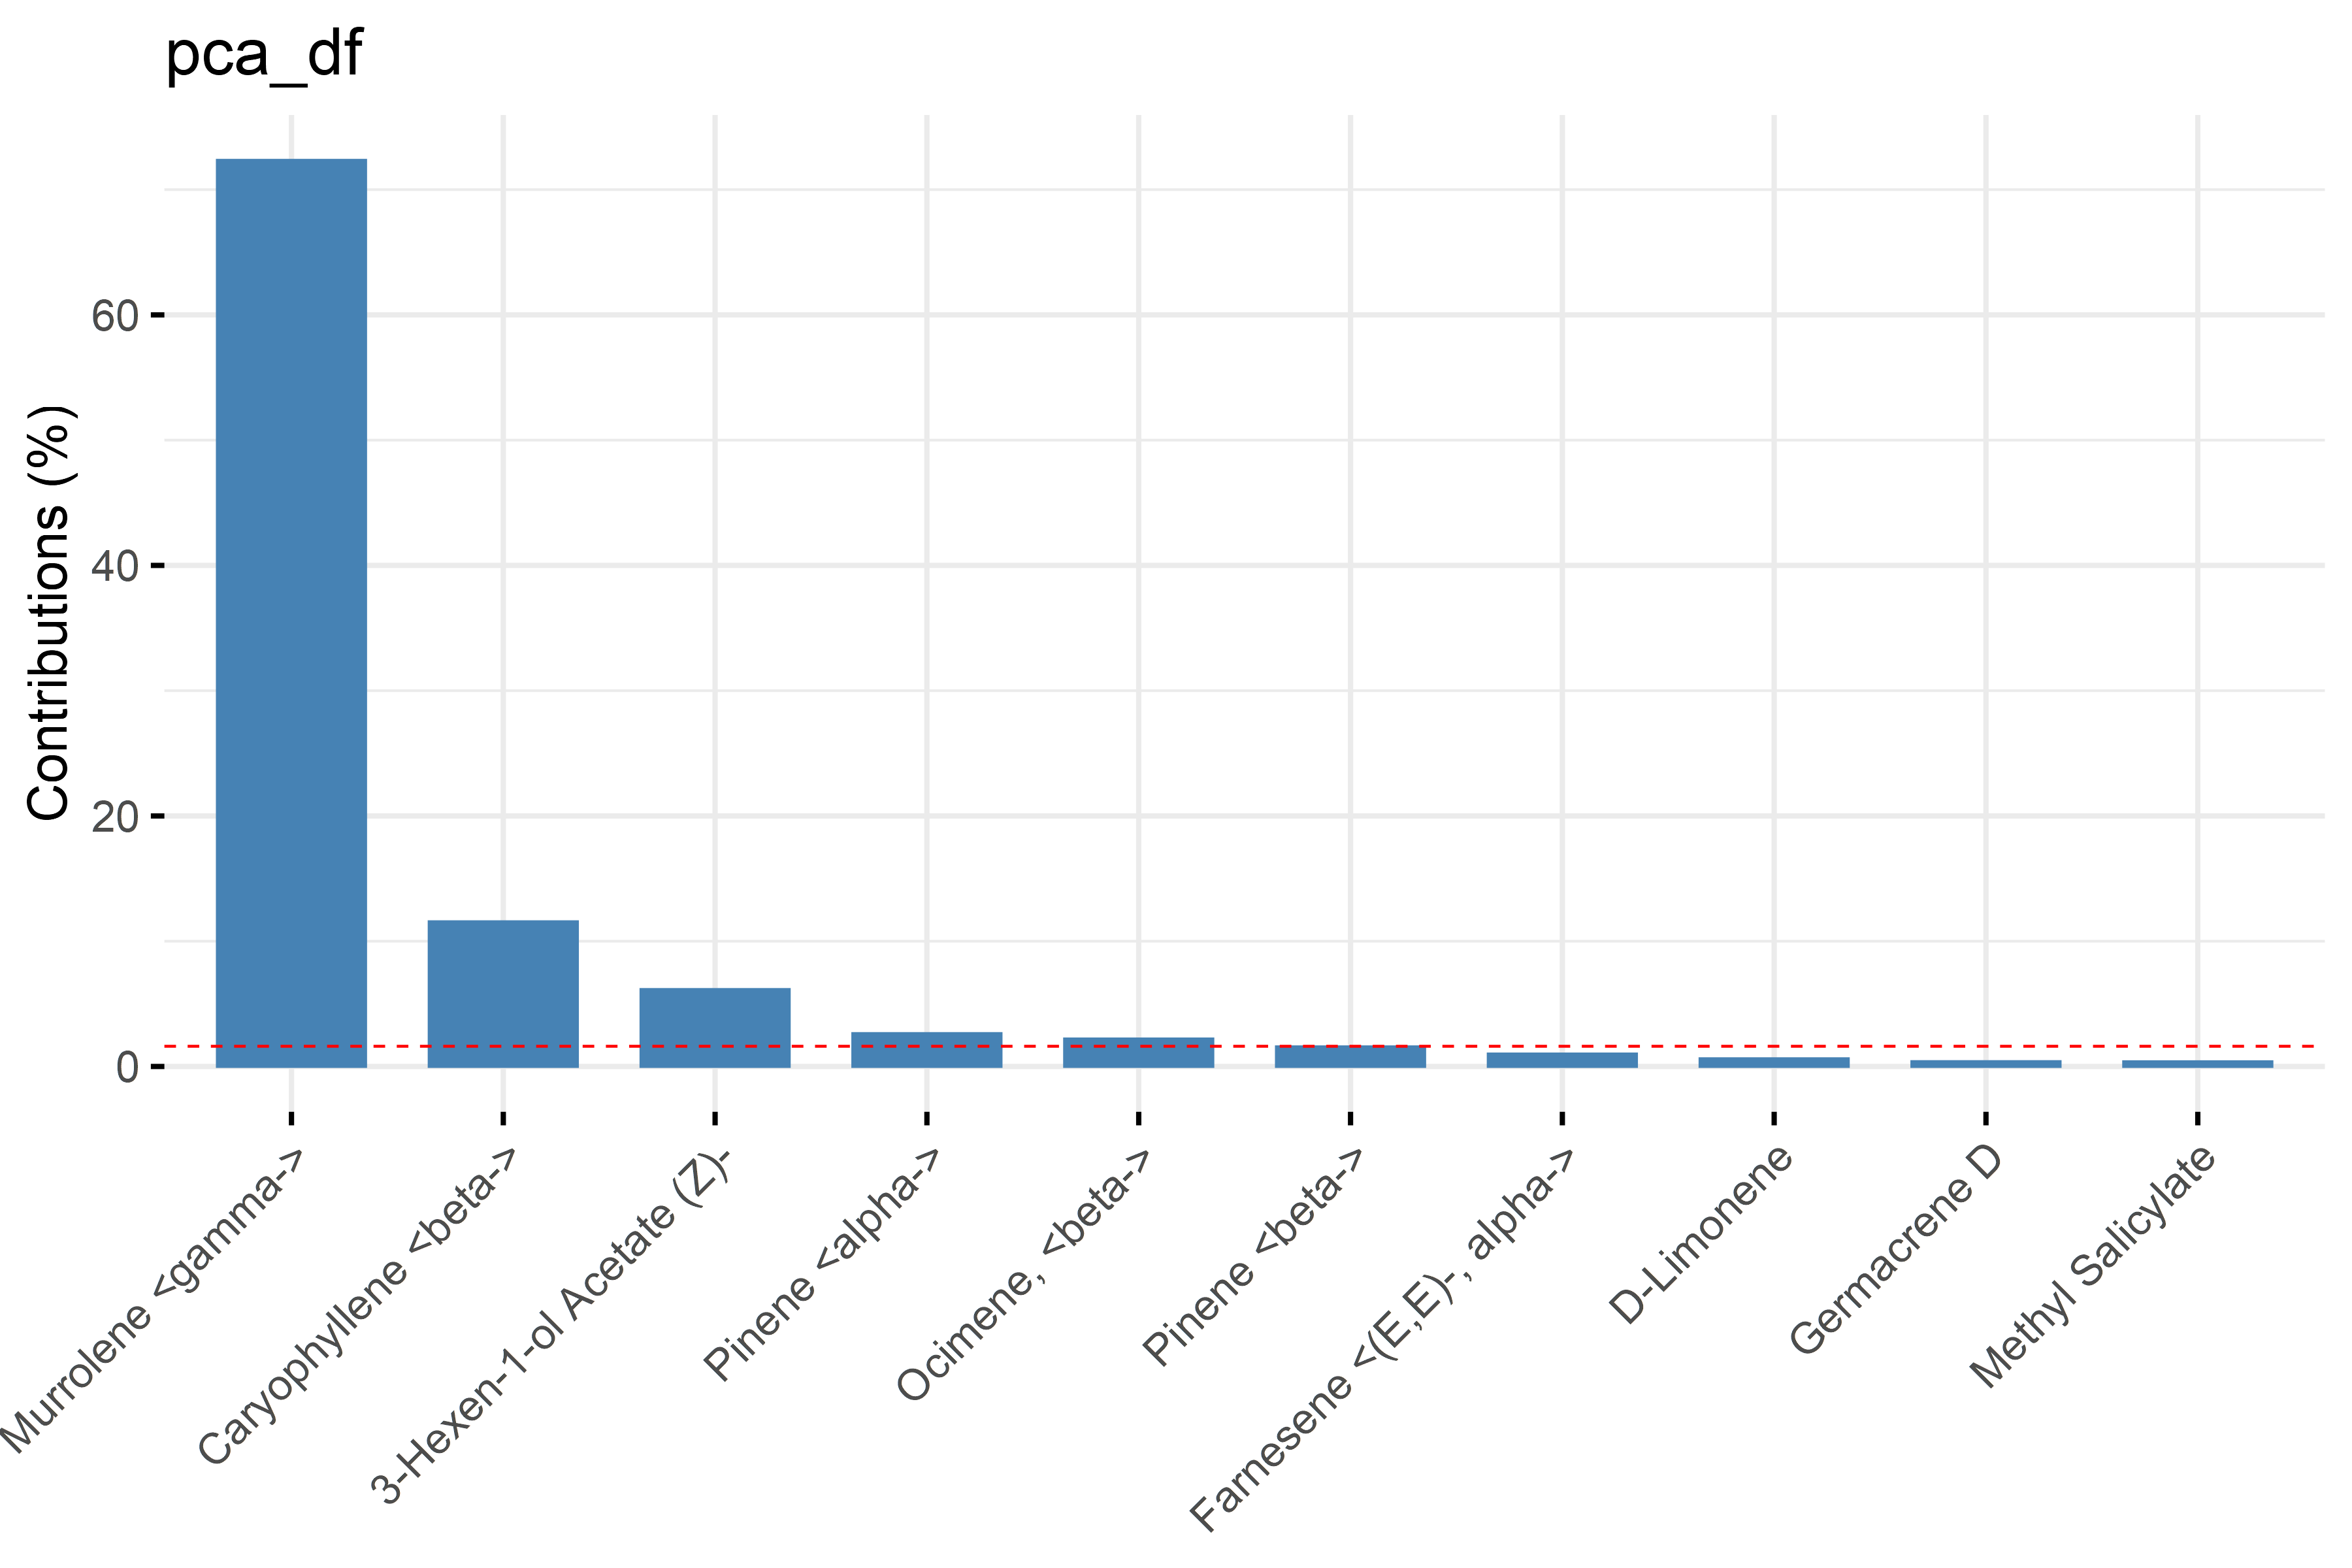 pca_df
Contributions (%)
60
40
20
0
Murrolene <gamma->
Caryophyllene <beta->
3-Hexen-1-ol Acetate (Z)-
Pinene <alpha->
Ocimene, <beta->
Pinene <beta->
Farnesene <(E,E)-, alpha->
D-Limonene
Germacrene D
Methyl Salicylate